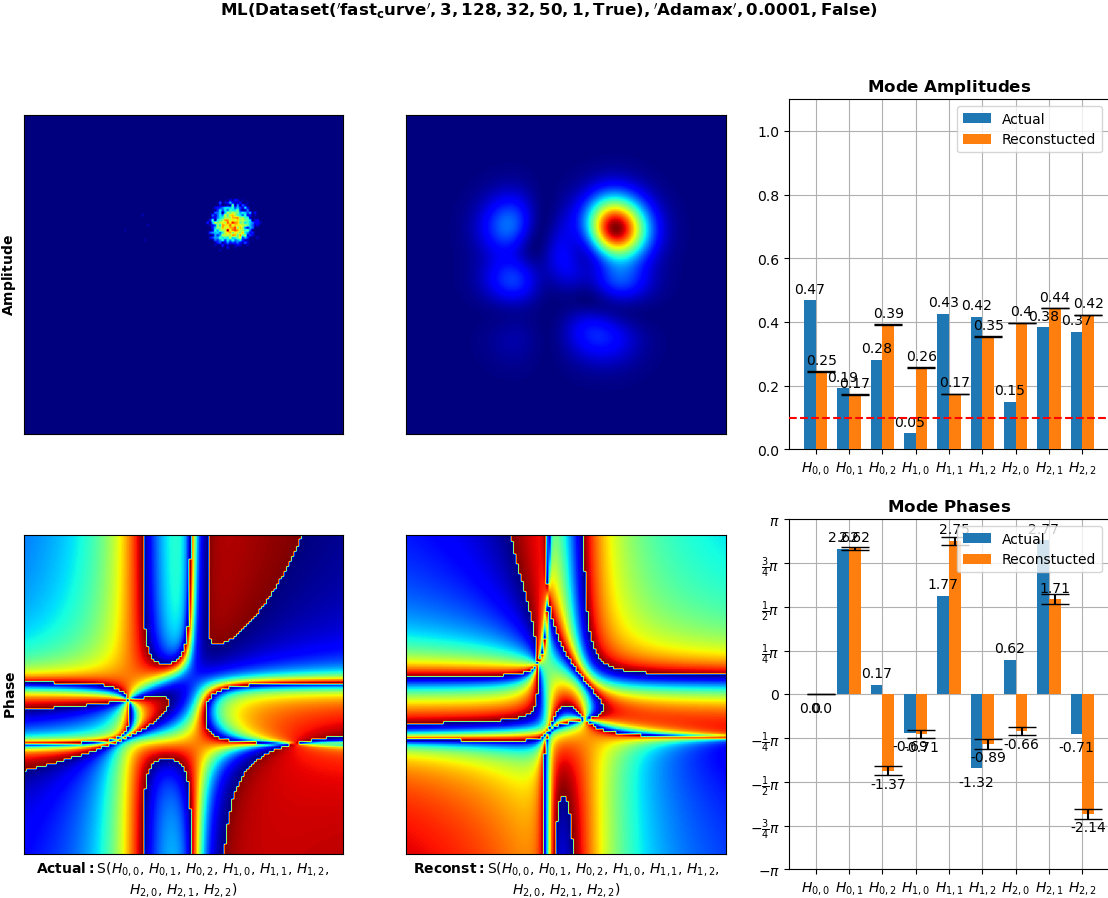 ML(Dataset('fast_curve', 3, 128, 32, 50, 1, True), 'Adamax', 0.0001, False)
Mode Amplitudes
Amplitude
1.0
0.8
0.6
0.4
0.2
0.0
Actual
Reconstucted
0.47 0.19 0.28 0.05 0.43 0.42 0.15 0.38 0.37
0.25 0.17 0.39 0.26 0.17 0.35 0.4 0.44 0.42
H0,0 H0,1 H0,2 H1,0 H1,1 H1,2 H2,0 H2,1 H2,2
Mode Phases
Phase
π
3/4π
1/2π
1/4π
0
−1/4π
−1/2π
−3/4π
−π
Actual
Reconstucted
0.0 2.62 0.17 -0.69 1.77 -1.32 0.62 2.77 -0.71
0.0 2.62 -1.37 -0.71 2.75 -0.89 -0.66 1.71 -2.14
H0,0 H0,1 H0,2 H1,0 H1,1 H1,2 H2,0 H2,1 H2,2
Actual: S(H0,0, H0,1, H0,2, H1,0, H1,1, H1,2,
H2,0, H2,1, H2,2)
Reconst: S(H0,0, H0,1, H0,2, H1,0, H1,1, H1,2,
H2,0, H2,1, H2,2)